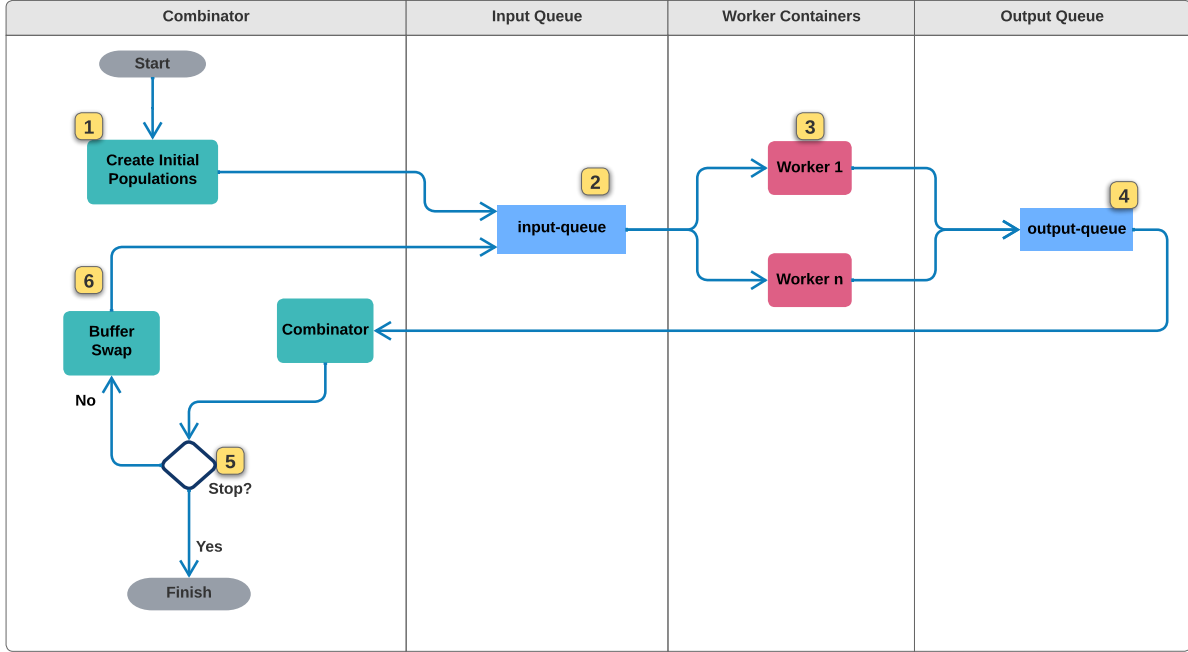 Combinator
Input Queue
Worker Containers
Output Queue
Start
1
Create Initial
Populations
2
input-queue
3
Worker 1
Worker n
4
output-queue
6
Buffer
Swap
Combinator
No
5
Stop?
Yes
Finish